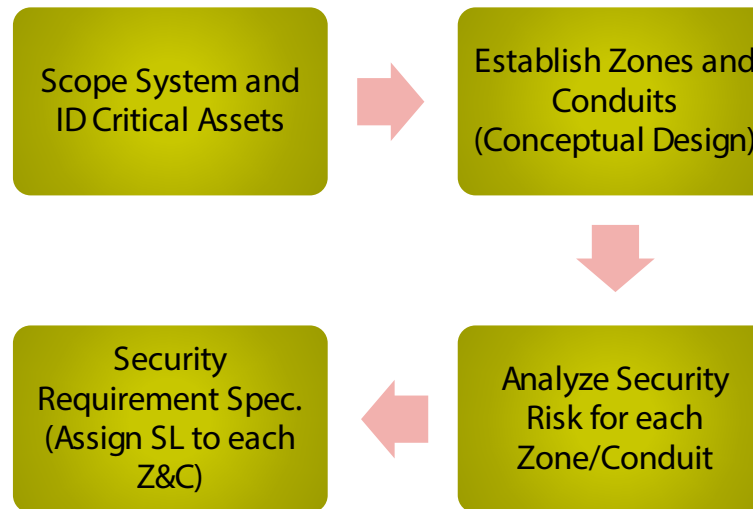 Scope System and
ID Critical Assets
Establish Zones and
Conduits
(Conceptual Design)
Analyze Security
Risk for each
Zone/Conduit
Security
Requirement Spec.
(Assign SL to each
Z&C)